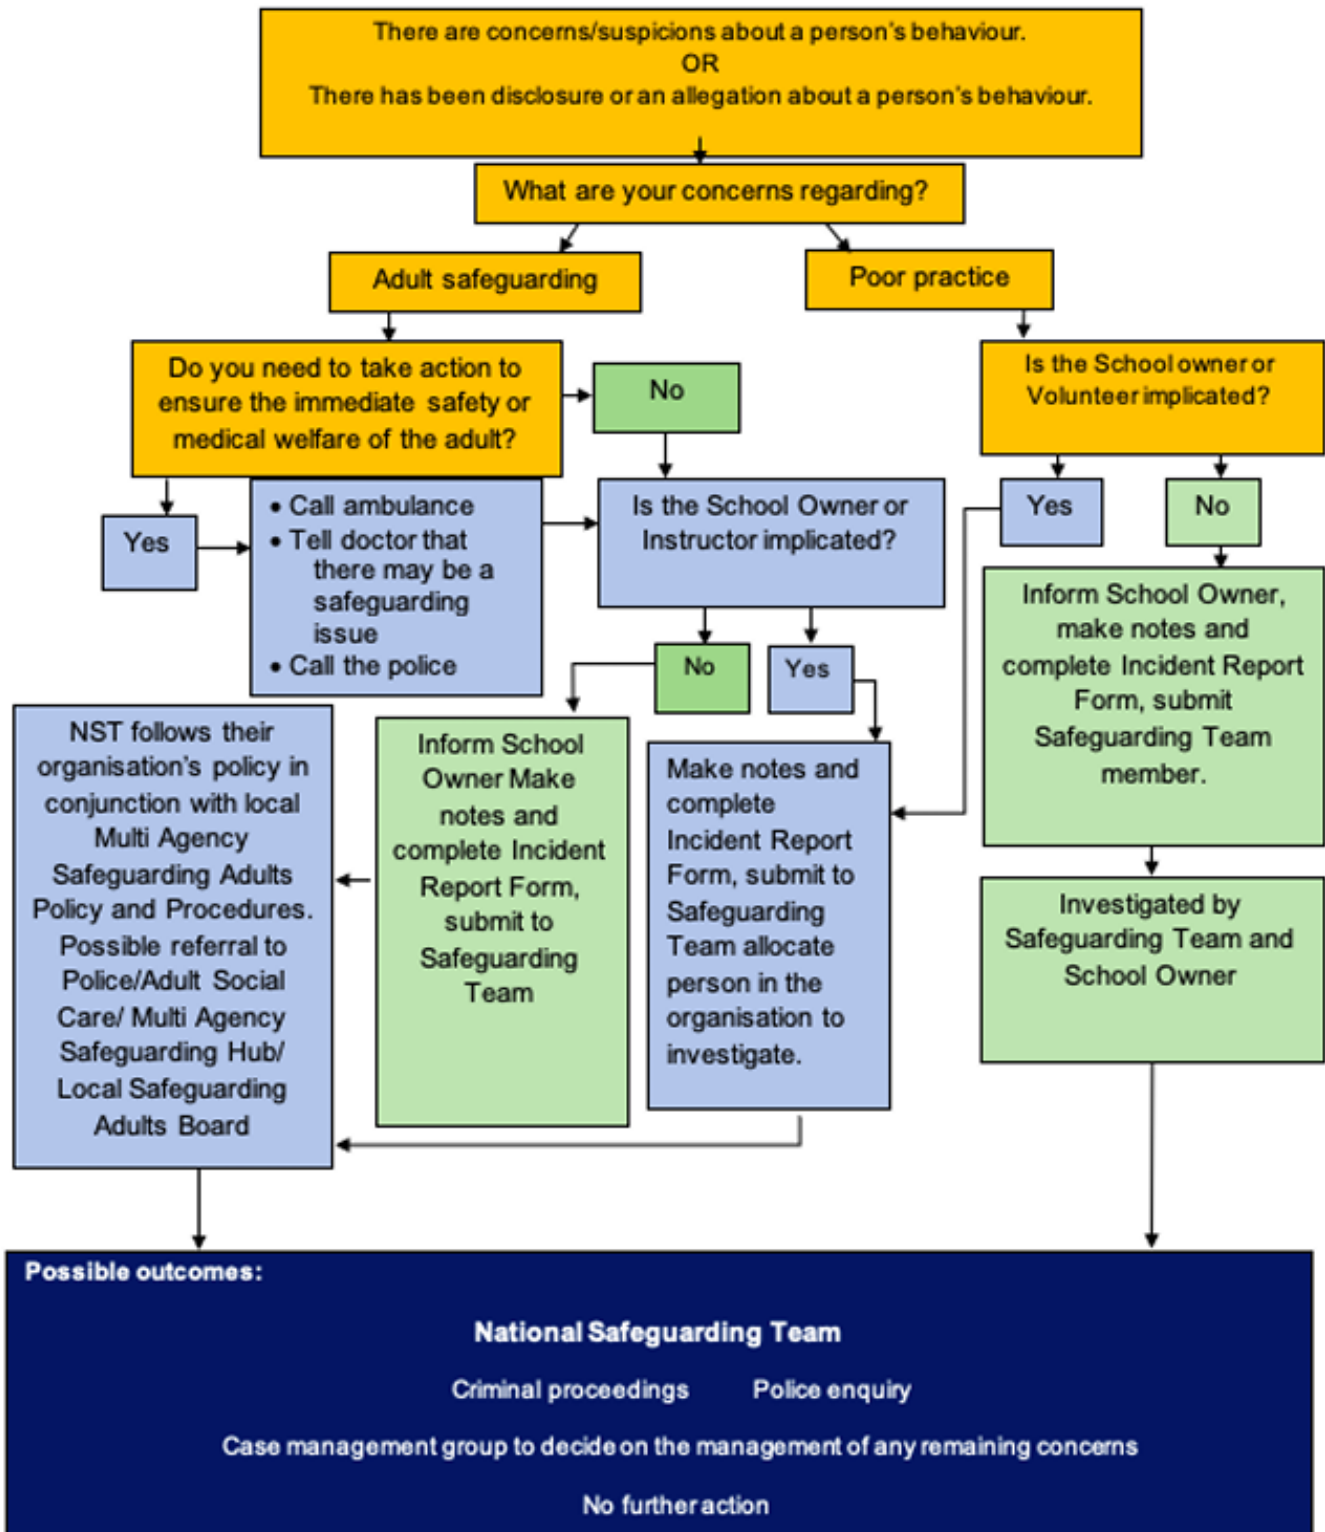 There are concerns/suspicions about a person's behaviour.
OR
There has been disclosure or an allegation about a person's behaviour.
What are your concerns regarding?
Adult safeguarding
Poor practice
Do you need to take action to
ensure the immediate safety or
medical welfare of the adult?
No
Is the School owner or
Volunteer implicated?
Yes
• Call ambulance
• Tell doctor that
there may be a
safeguarding
issue
• Call the police
Is the School Owner or
Instructor implicated?
Yes
No
No
Yes
Inform School Owner,
make notes and
complete Incident Report
Form, submit
Safeguarding Team
member.
NST follows their
organisation's policy in
conjunction with local
Multi Agency
Safeguarding Adults
Policy and Procedures.
Possible referral to
Police/Adult Social
Care/ Multi Agency
Safeguarding Hub/
Local Safeguarding
Adults Board
Inform School
Owner Make
notes and
complete Incident
Report Form,
submit to
Safeguarding
Team
Make notes and
complete
Incident Report
Form, submit to
Safeguarding
Team allocate
person in the
organisation to
investigate.
Investigated by
Safeguarding Team and
School Owner
Possible outcomes:
National Safeguarding Team
Criminal proceedings Police enquiry
Case management group to decide on the management of any remaining concerns
No further action